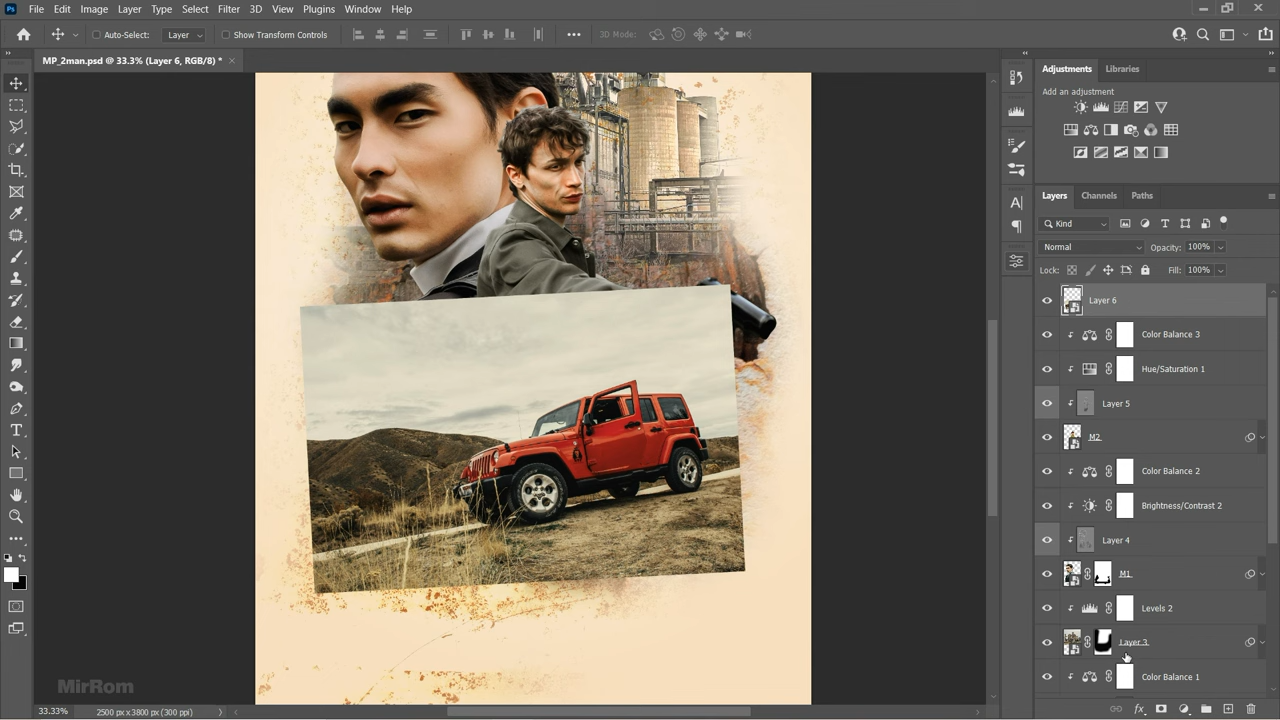 Ps File Edit Image Layer Type Select Filter 3D View Plugins Window Help
Auto-Select: Layer Show Transform Controls 3D Mode:
MP_2man.psd @ 33.3% (Layer 6, RGB/8) *
Adjustments Libraries
Add an adjustment
Layers Channels Paths
Kind
Normal Opacity: 100%
Lock: Fill: 100%
Layer 6
Color Balance 3
Hue/Saturation 1
Layer 5
M2
Color Balance 2
Brightness/Contrast 2
Layer 4
M1
Levels 2
Layer 3
Color Balance 1
MirRom
33.33% 2500 px x 3800 px (300 ppi)